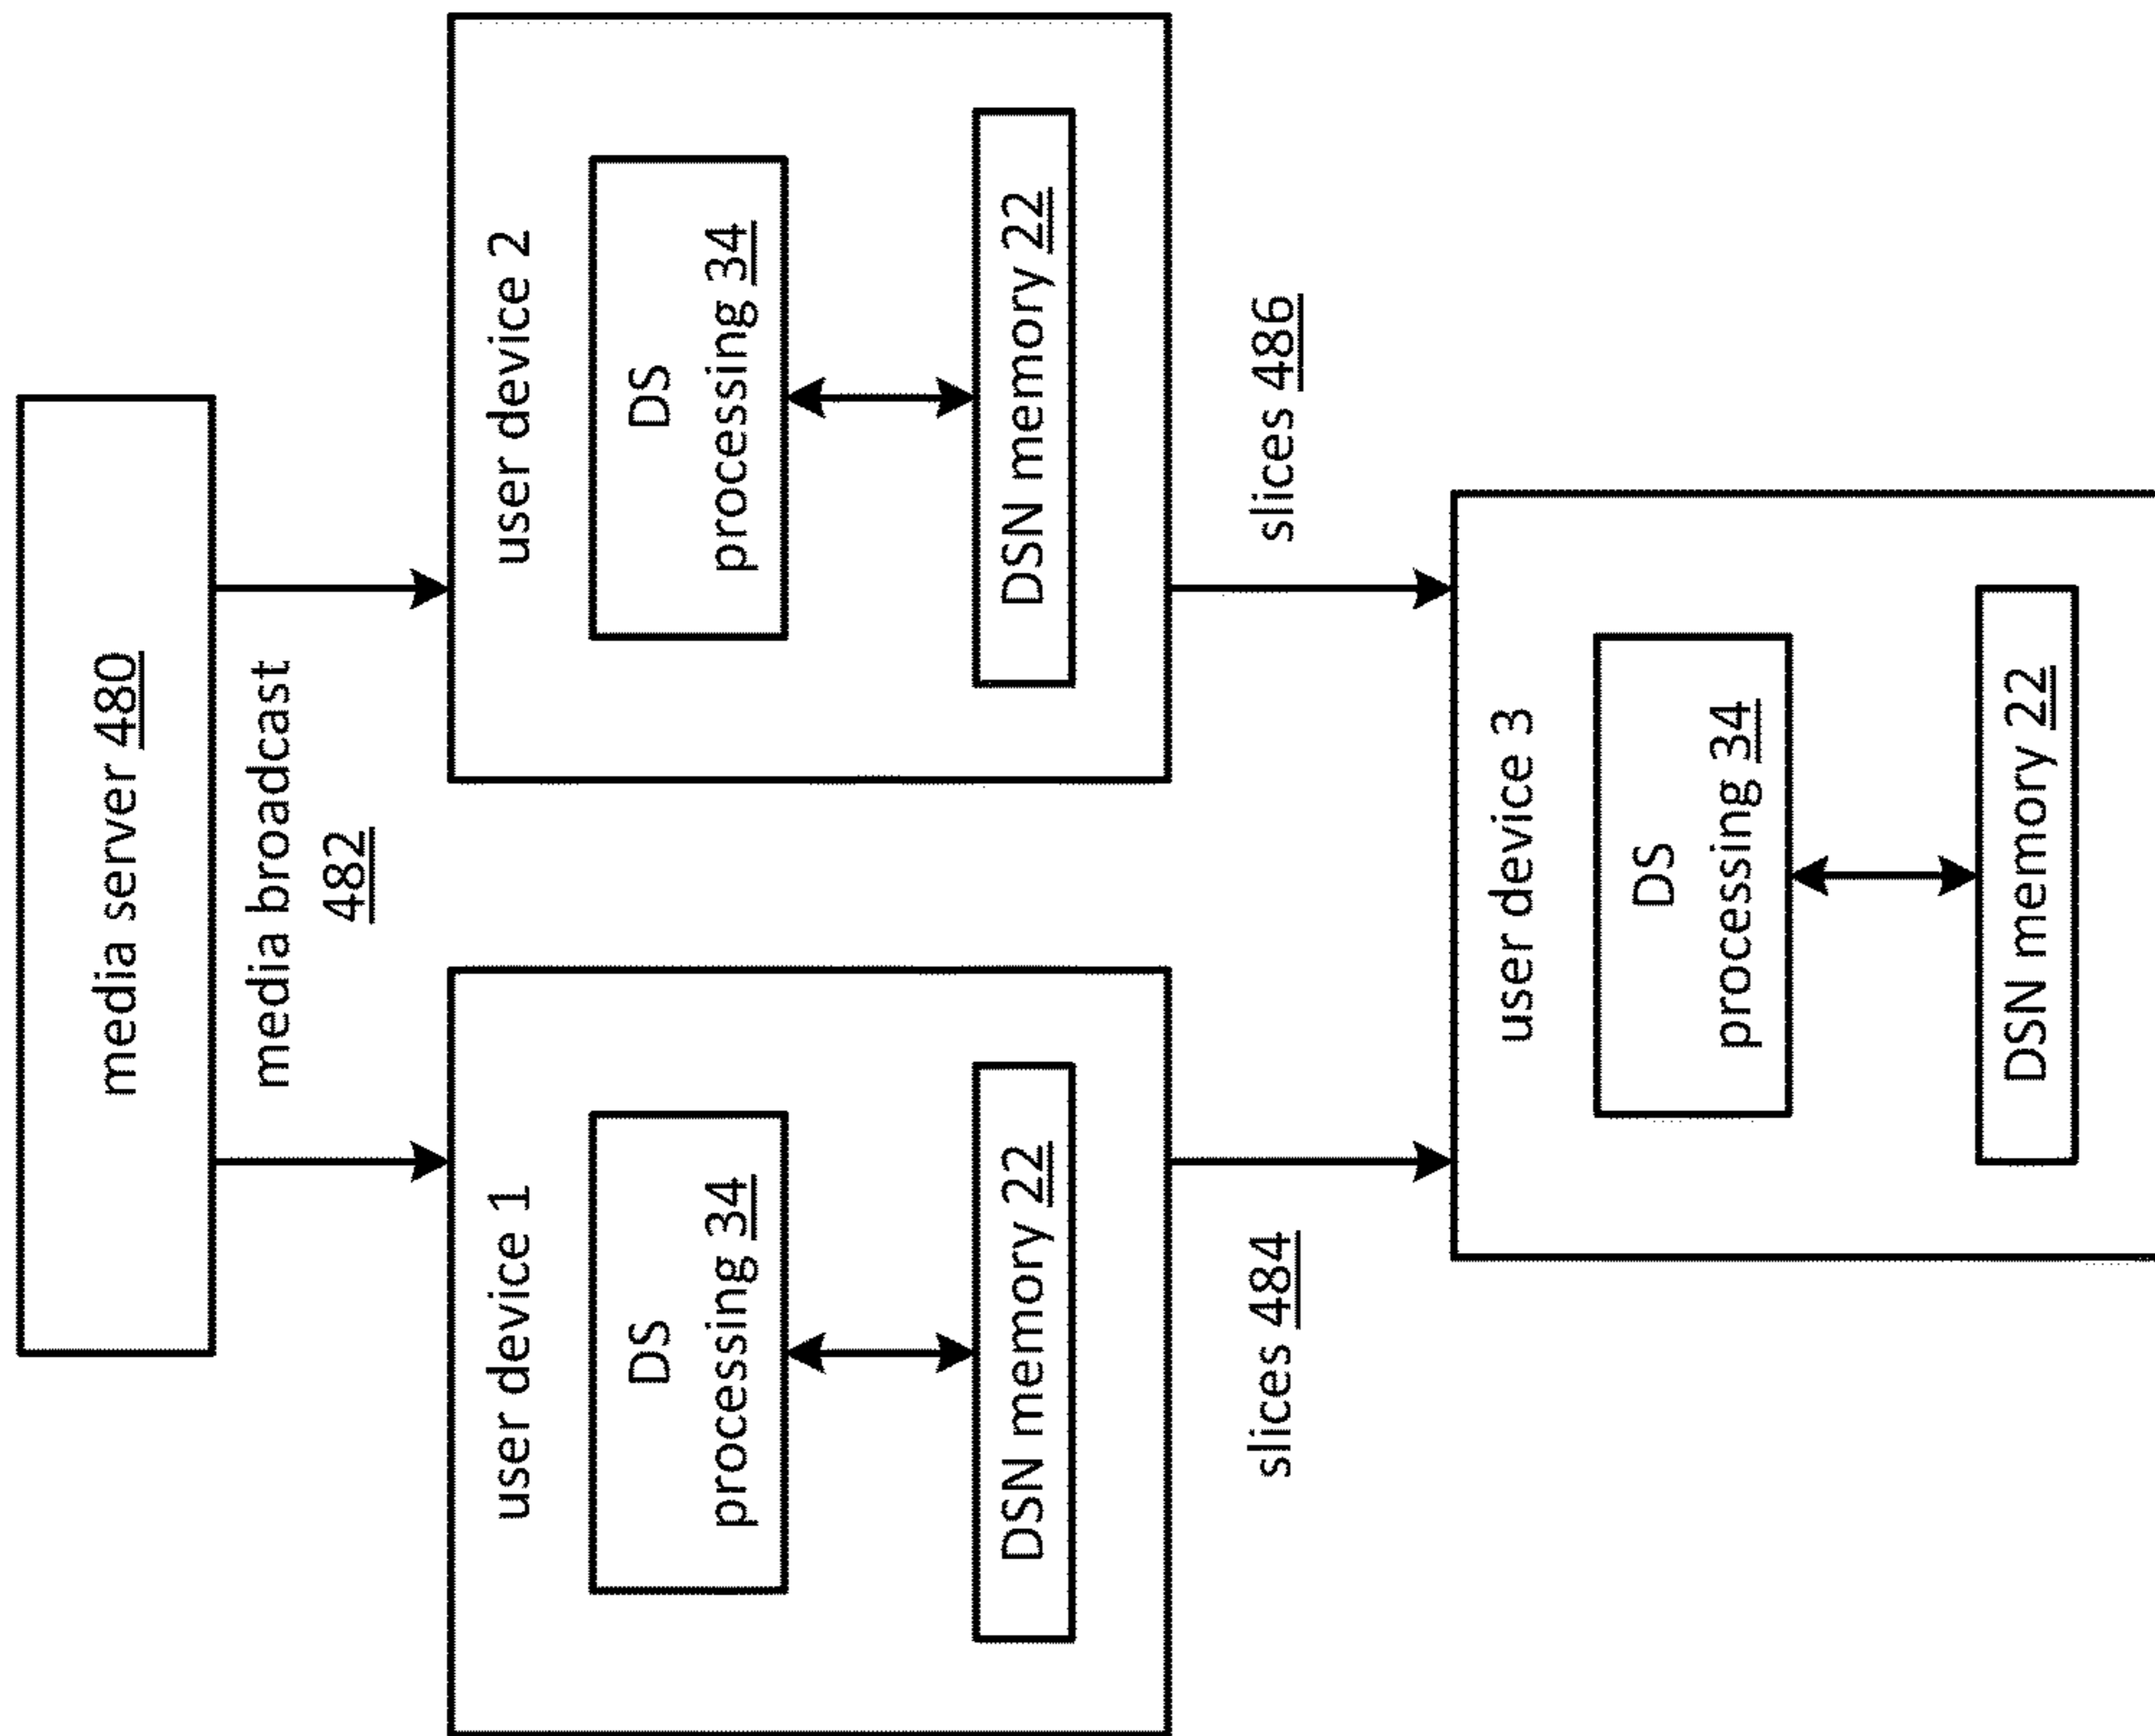 media server 480
media broadcast
482
user device 1
DS
processing 34
DSN memory 22
user device 2
DS
processing 34
DSN memory 22
slices 484
slices 486
user device 3
DS
processing 34
DSN memory 22